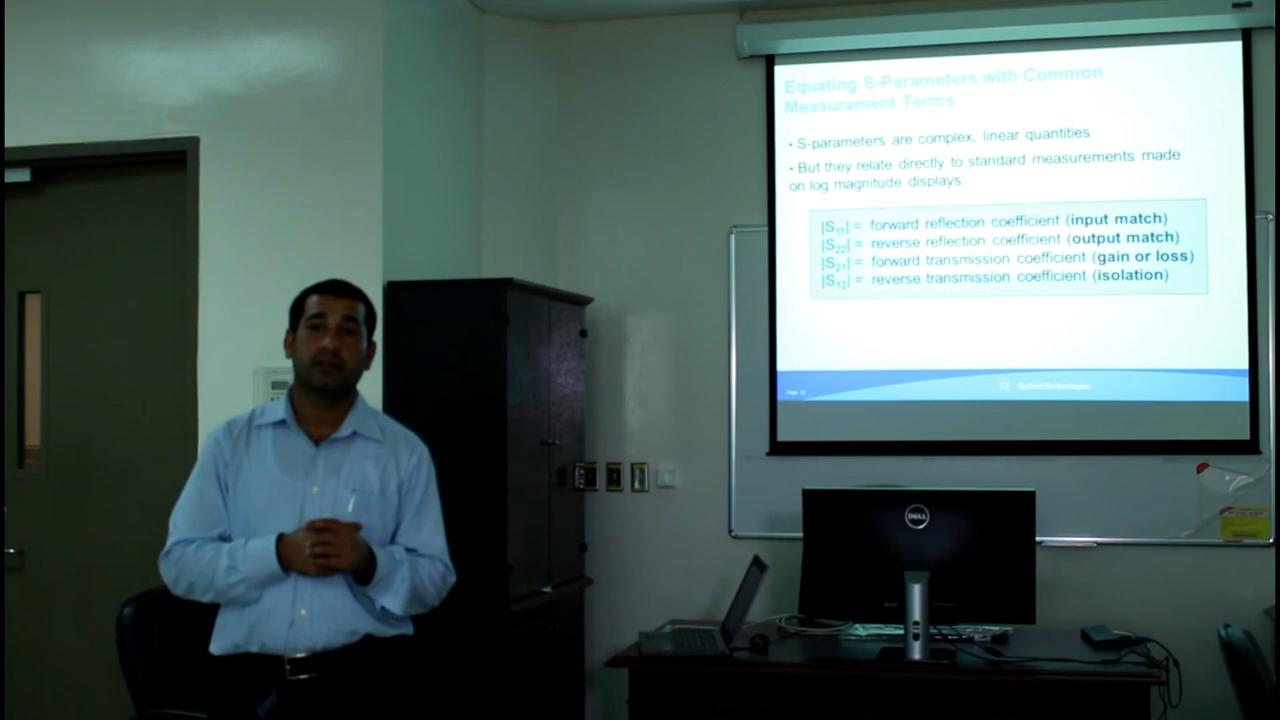 Equating S-Parameters with Common
Measurement Terms
• S-parameters are complex, linear quantities
• But they relate directly to standard measurements made
on log magnitude displays:
|S11| = forward reflection coefficient (input match)
|S22| = reverse reflection coefficient (output match)
|S21| = forward transmission coefficient (gain or loss)
|S12| = reverse transmission coefficient (isolation)
Agilent Technologies
DELL